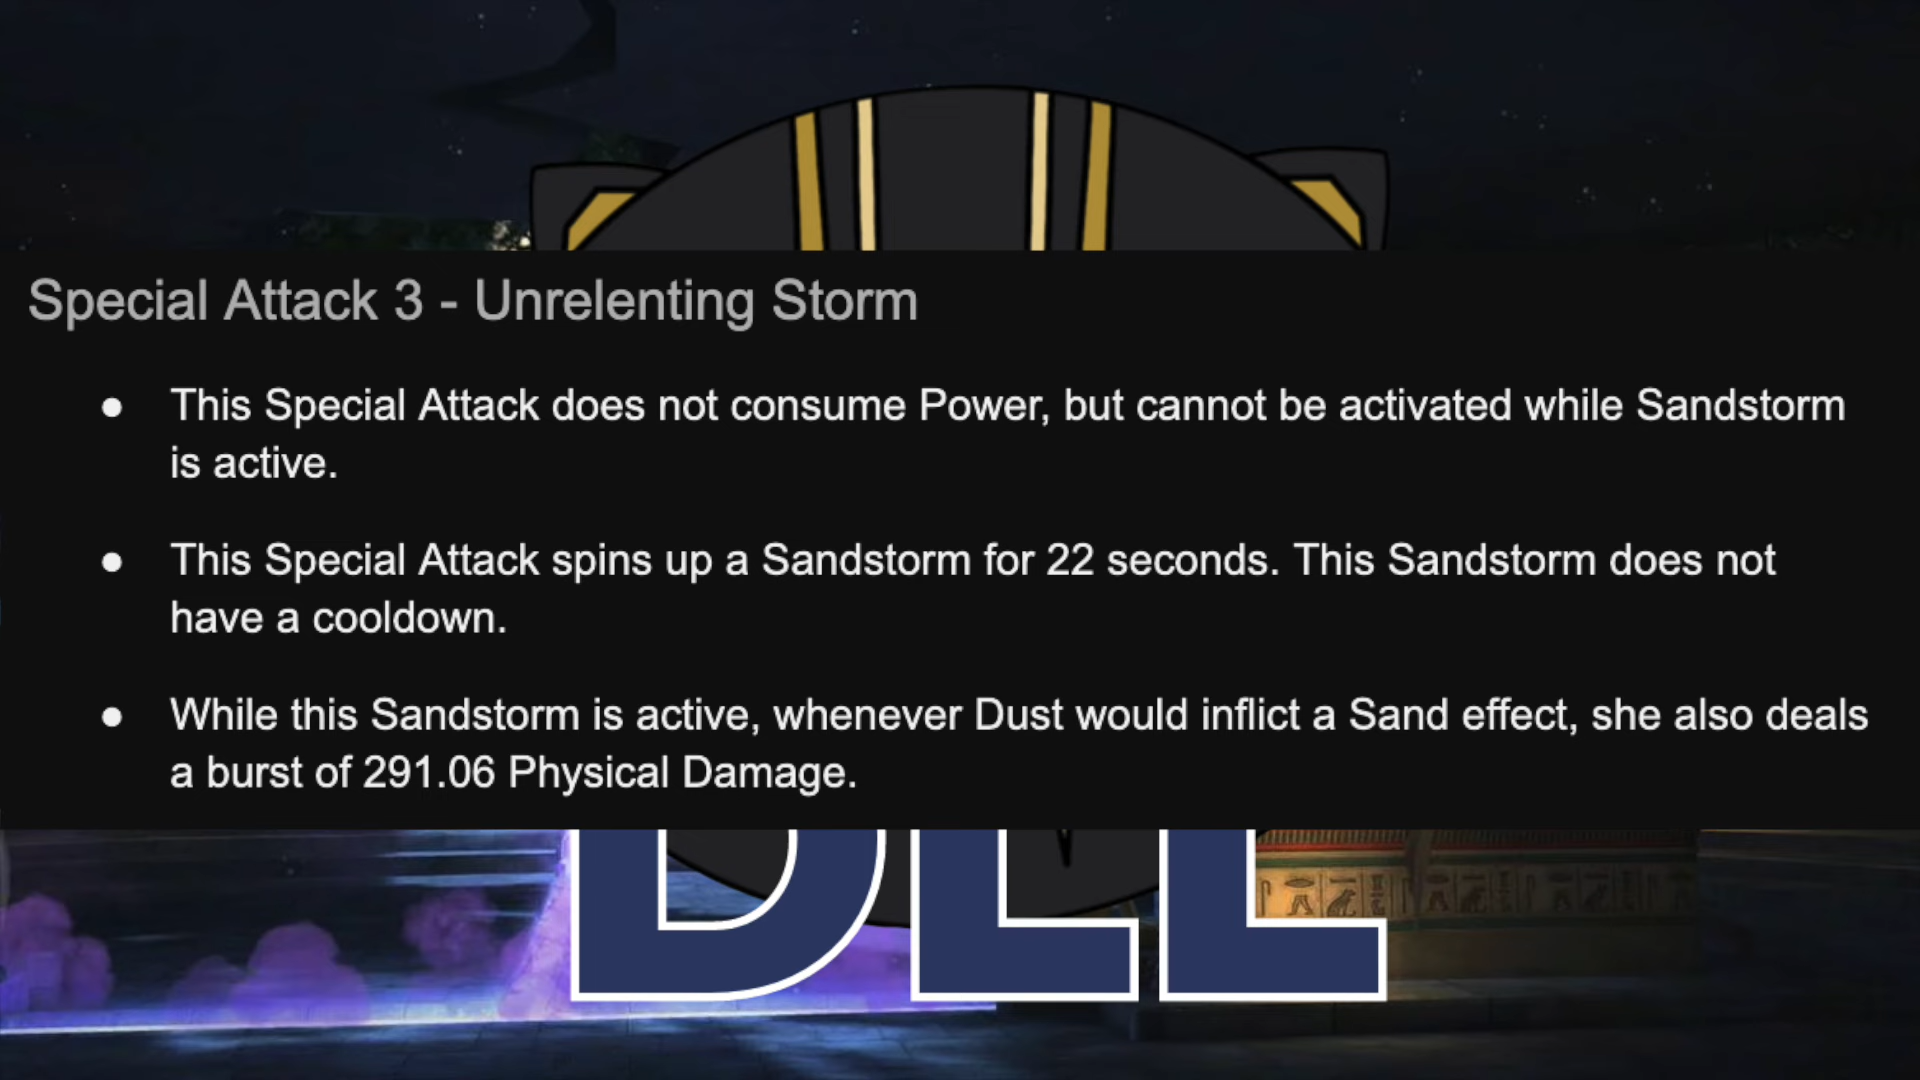 Special Attack 3 - Unrelenting Storm
● This Special Attack does not consume Power, but cannot be activated while Sandstorm
is active.
● This Special Attack spins up a Sandstorm for 22 seconds. This Sandstorm does not
have a cooldown.
● While this Sandstorm is active, whenever Dust would inflict a Sand effect, she also deals
a burst of 291.06 Physical Damage.
DLL